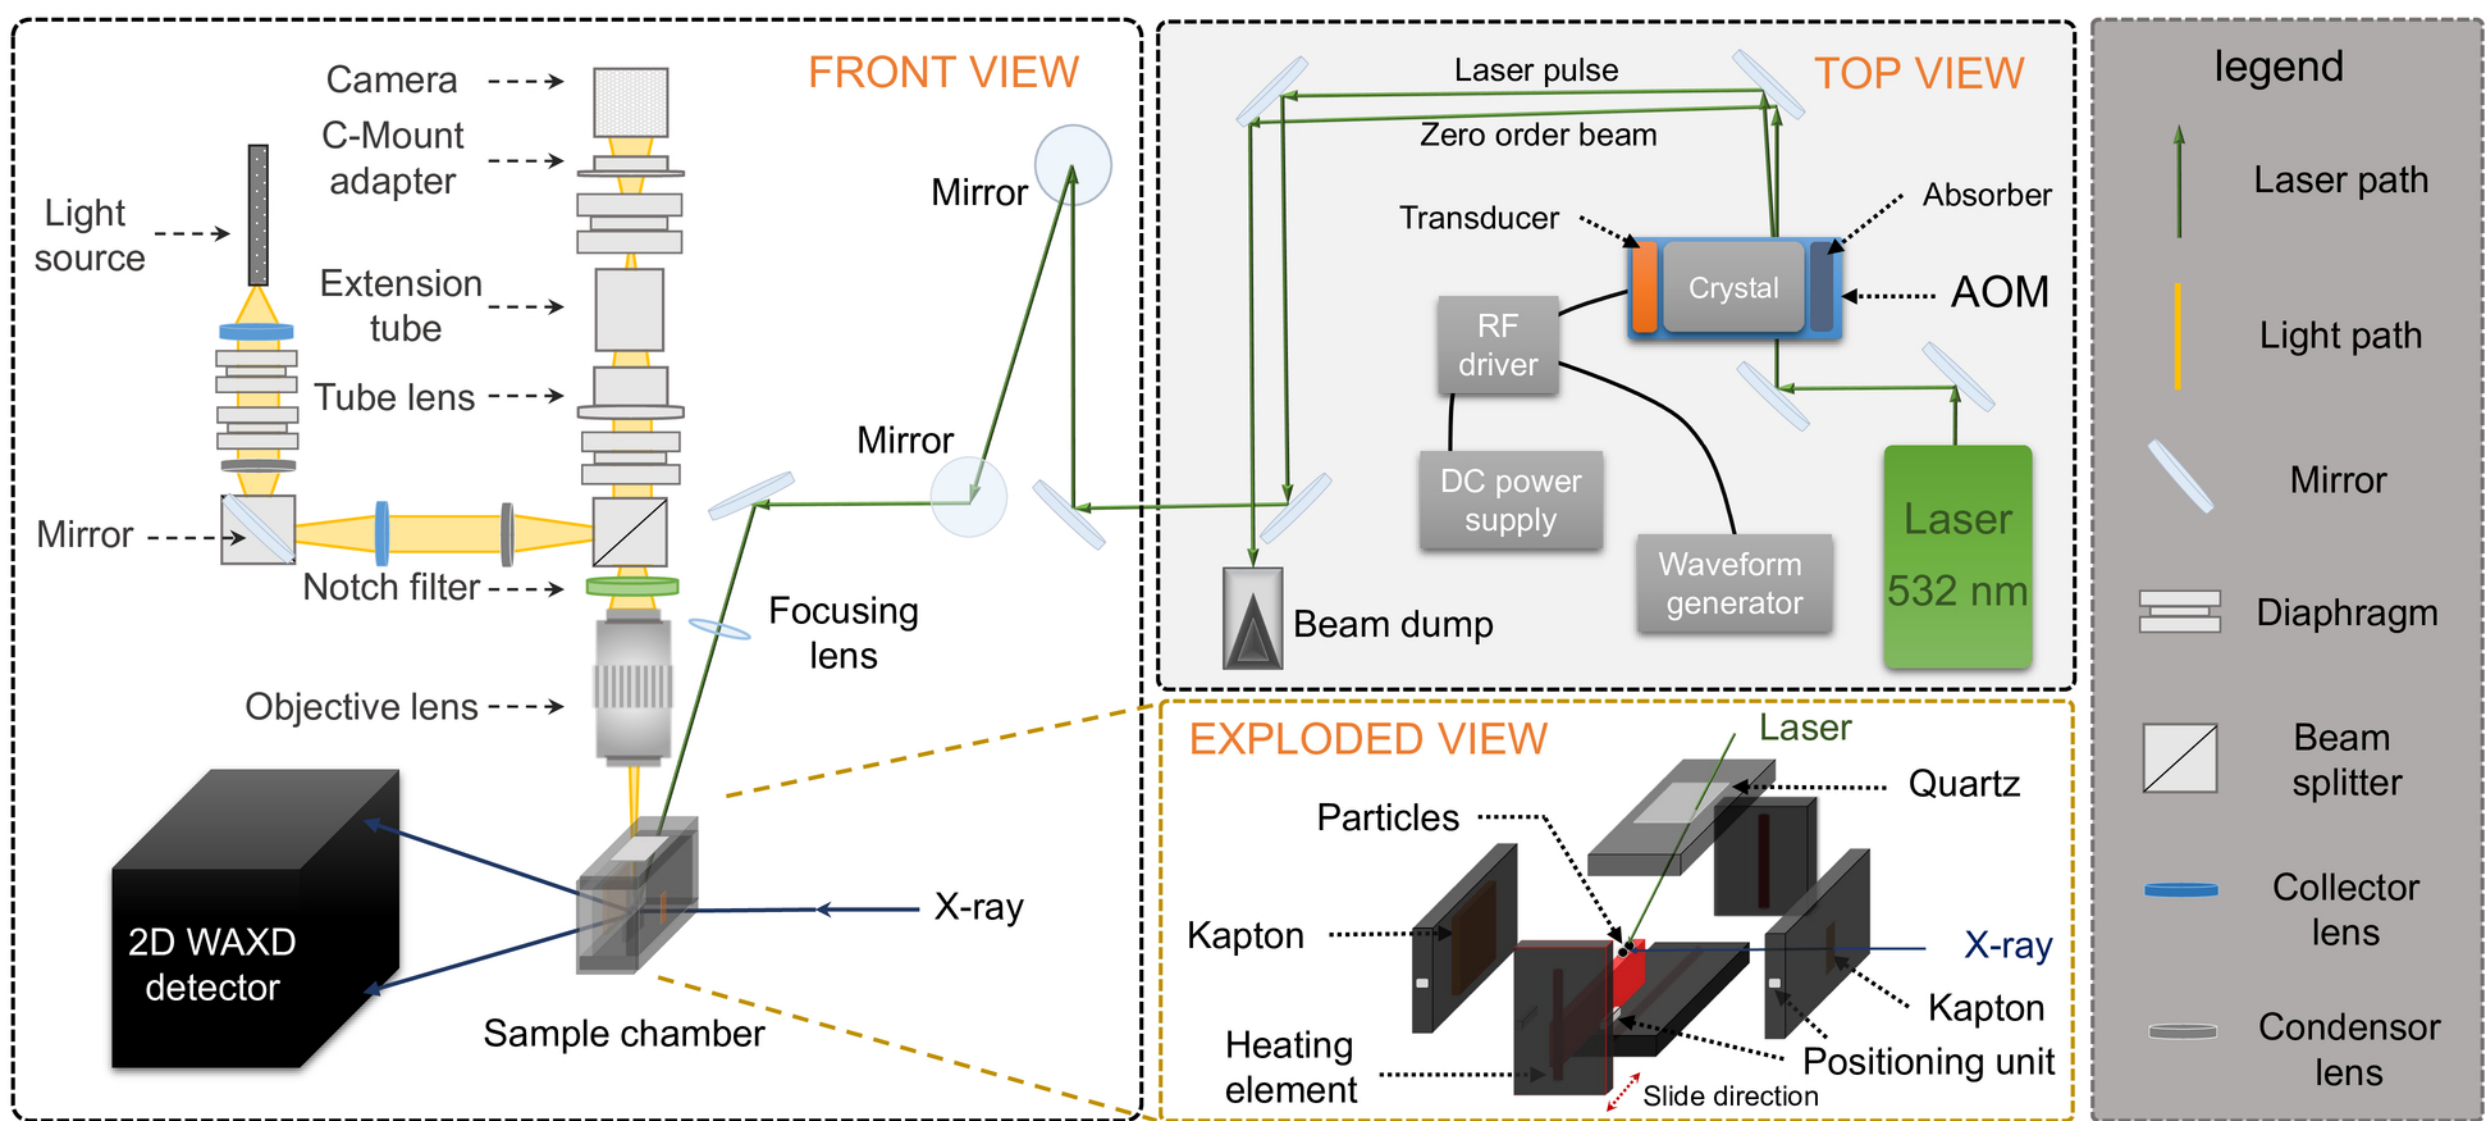 FRONT VIEW
Camera
C-Mount
adapter
Light
source
Extension
tube
Tube lens
Mirror
Mirror
Mirror
Notch filter
Focusing
lens
Objective lens
2D WAXD
detector
X-ray
Sample chamber
TOP VIEW
Laser pulse
Zero order beam
Transducer
Absorber
Crystal
AOM
RF
driver
DC power
supply
Waveform
generator
Laser
532 nm
Beam dump
EXPLODED VIEW
Laser
Quartz
Particles
Kapton
X-ray
Kapton
Heating
element
Positioning unit
Slide direction
legend
Laser path
Light path
Mirror
Diaphragm
Beam
splitter
Collector
lens
Condensor
lens